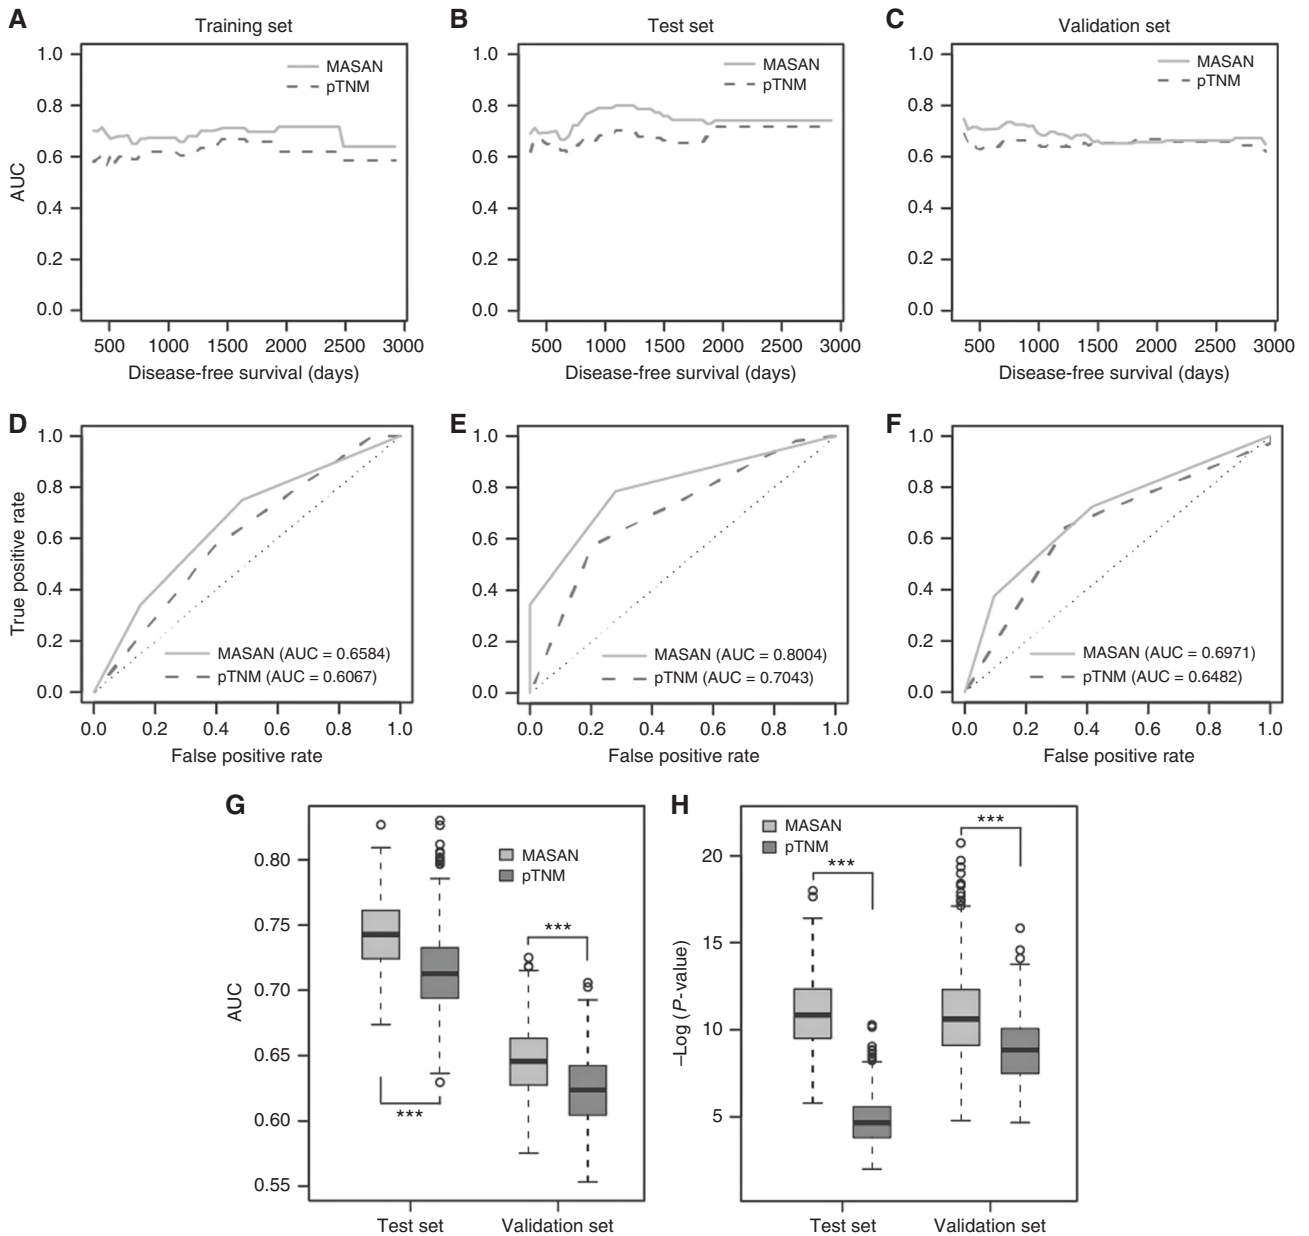 A
Training set
1.0
0.8
0.6
0.4
0.2
0.0
AUC
MASAN
pTNM
500 1000 1500 2000 2500 3000
Disease-free survival (days)
B
Test set
1.0
0.8
0.6
0.4
0.2
0.0
MASAN
pTNM
500 1000 1500 2000 2500 3000
Disease-free survival (days)
C
Validation set
1.0
0.8
0.6
0.4
0.2
0.0
MASAN
pTNM
500 1000 1500 2000 2500 3000
Disease-free survival (days)
D
1.0
0.8
0.6
0.4
0.2
0.0
True positive rate
MASAN (AUC = 0.6584)
pTNM (AUC = 0.6067)
0.0 0.2 0.4 0.6 0.8 1.0
False positive rate
E
1.0
0.8
0.6
0.4
0.2
0.0
MASAN (AUC = 0.8004)
pTNM (AUC = 0.7043)
0.0 0.2 0.4 0.6 0.8 1.0
False positive rate
F
1.0
0.8
0.6
0.4
0.2
0.0
MASAN (AUC = 0.6971)
pTNM (AUC = 0.6482)
0.0 0.2 0.4 0.6 0.8 1.0
False positive rate
G
0.80
0.75
0.70
0.65
0.60
0.55
AUC
MASAN
pTNM
***
***
Test set Validation set
H
20
15
10
5
–Log (P-value)
MASAN
pTNM
***
***
Test set Validation set